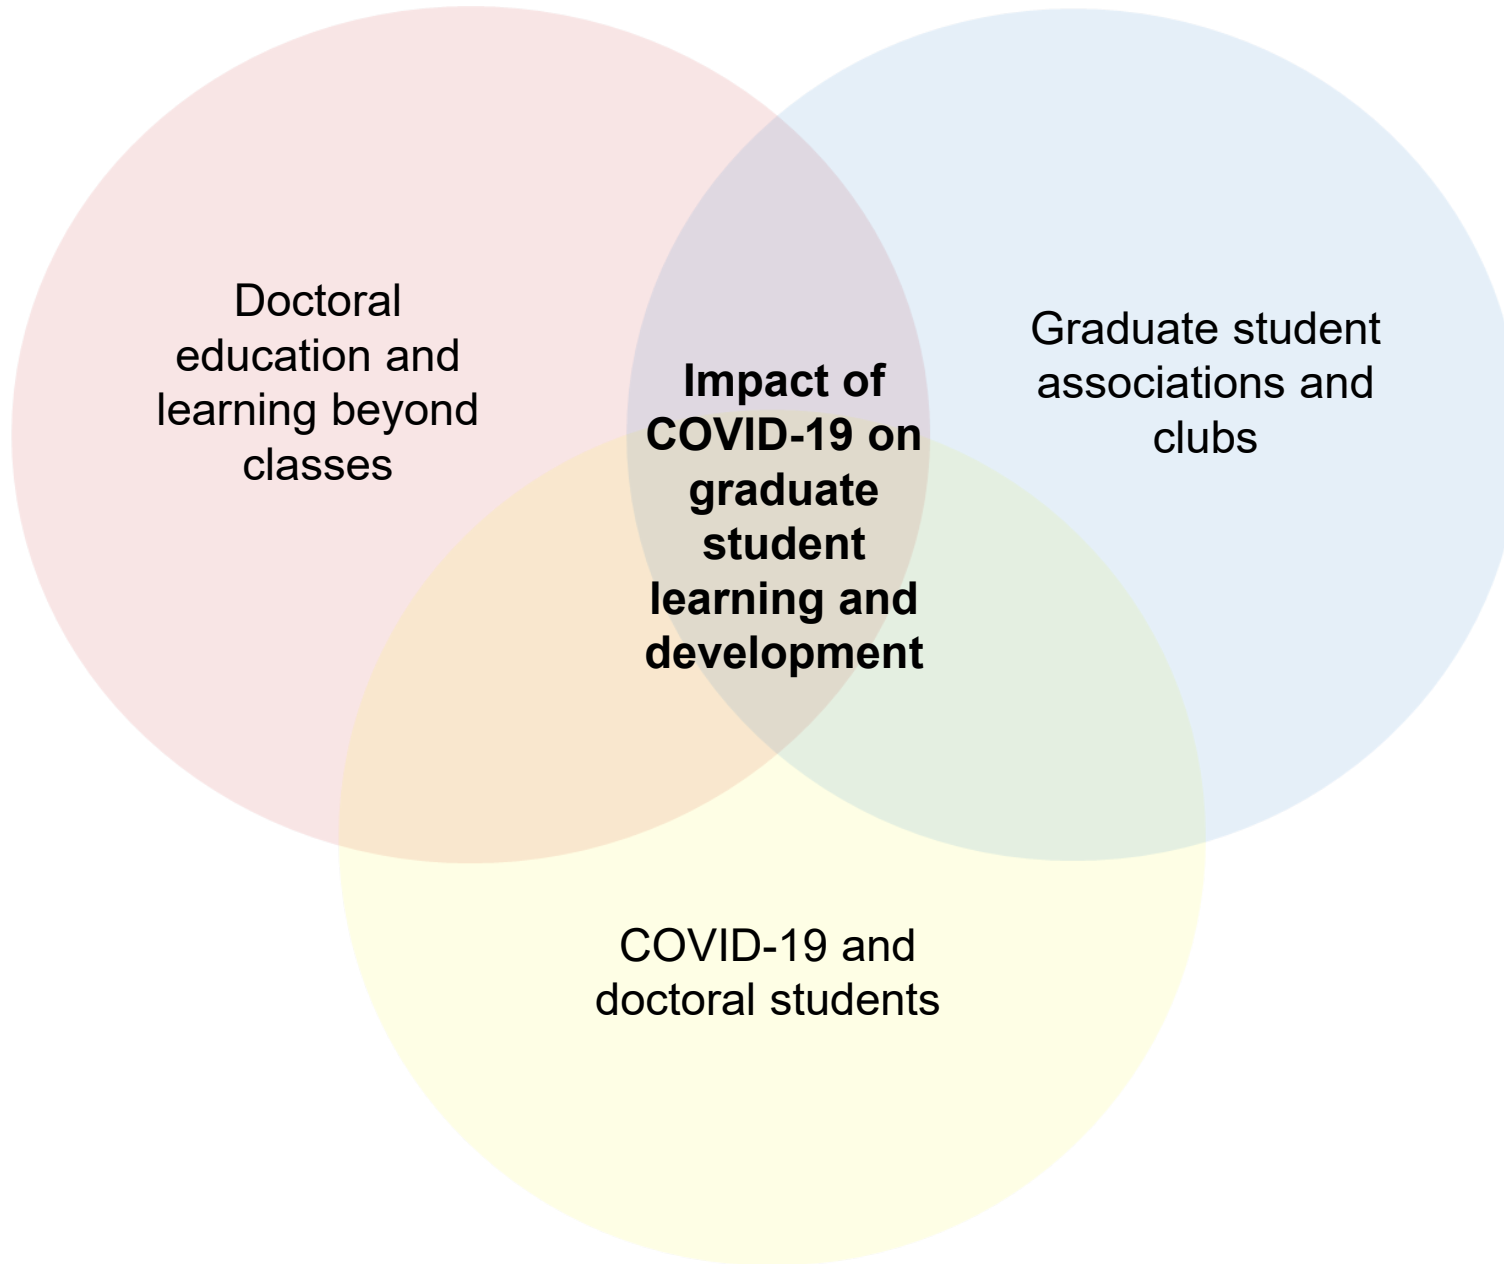 Doctoral
education and
learning beyond
classes
Graduate student
associations and
clubs
Impact of
COVID-19 on
graduate
student
learning and
development
COVID-19 and
doctoral students